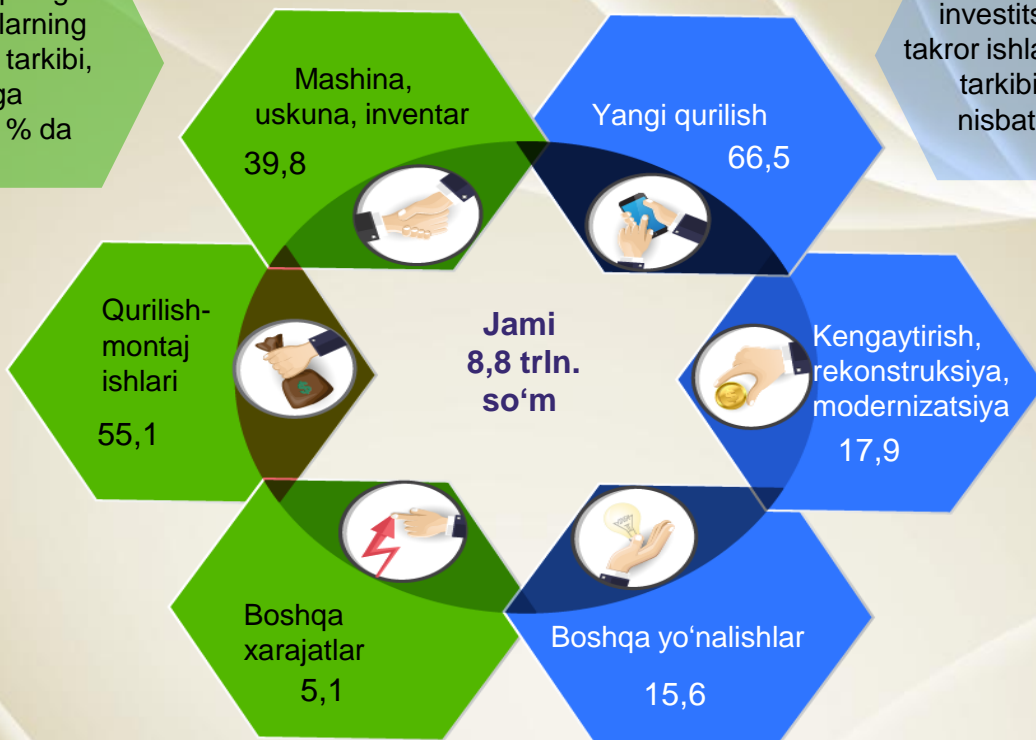 larning
tarkibi,
% da
investits
takror ishla
tarkibi
nisbat
Mashina,
uskuna, inventar
39,8
Yangi qurilish
66,5
Qurilish-
montaj
ishlari
55,1
Jami
8,8 trln.
so‘m
Kengaytirish,
rekonstruksiya,
modernizatsiya
17,9
Boshqa
xarajatlar
5,1
Boshqa yo‘nalishlar
15,6